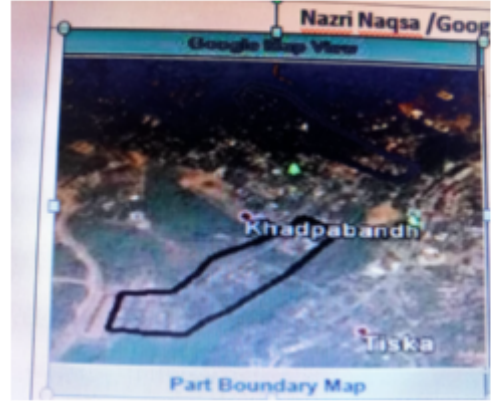 Nazri Naqsa /Goog
Google Map View
Khadpabandh
Tiska
Part Boundary Map